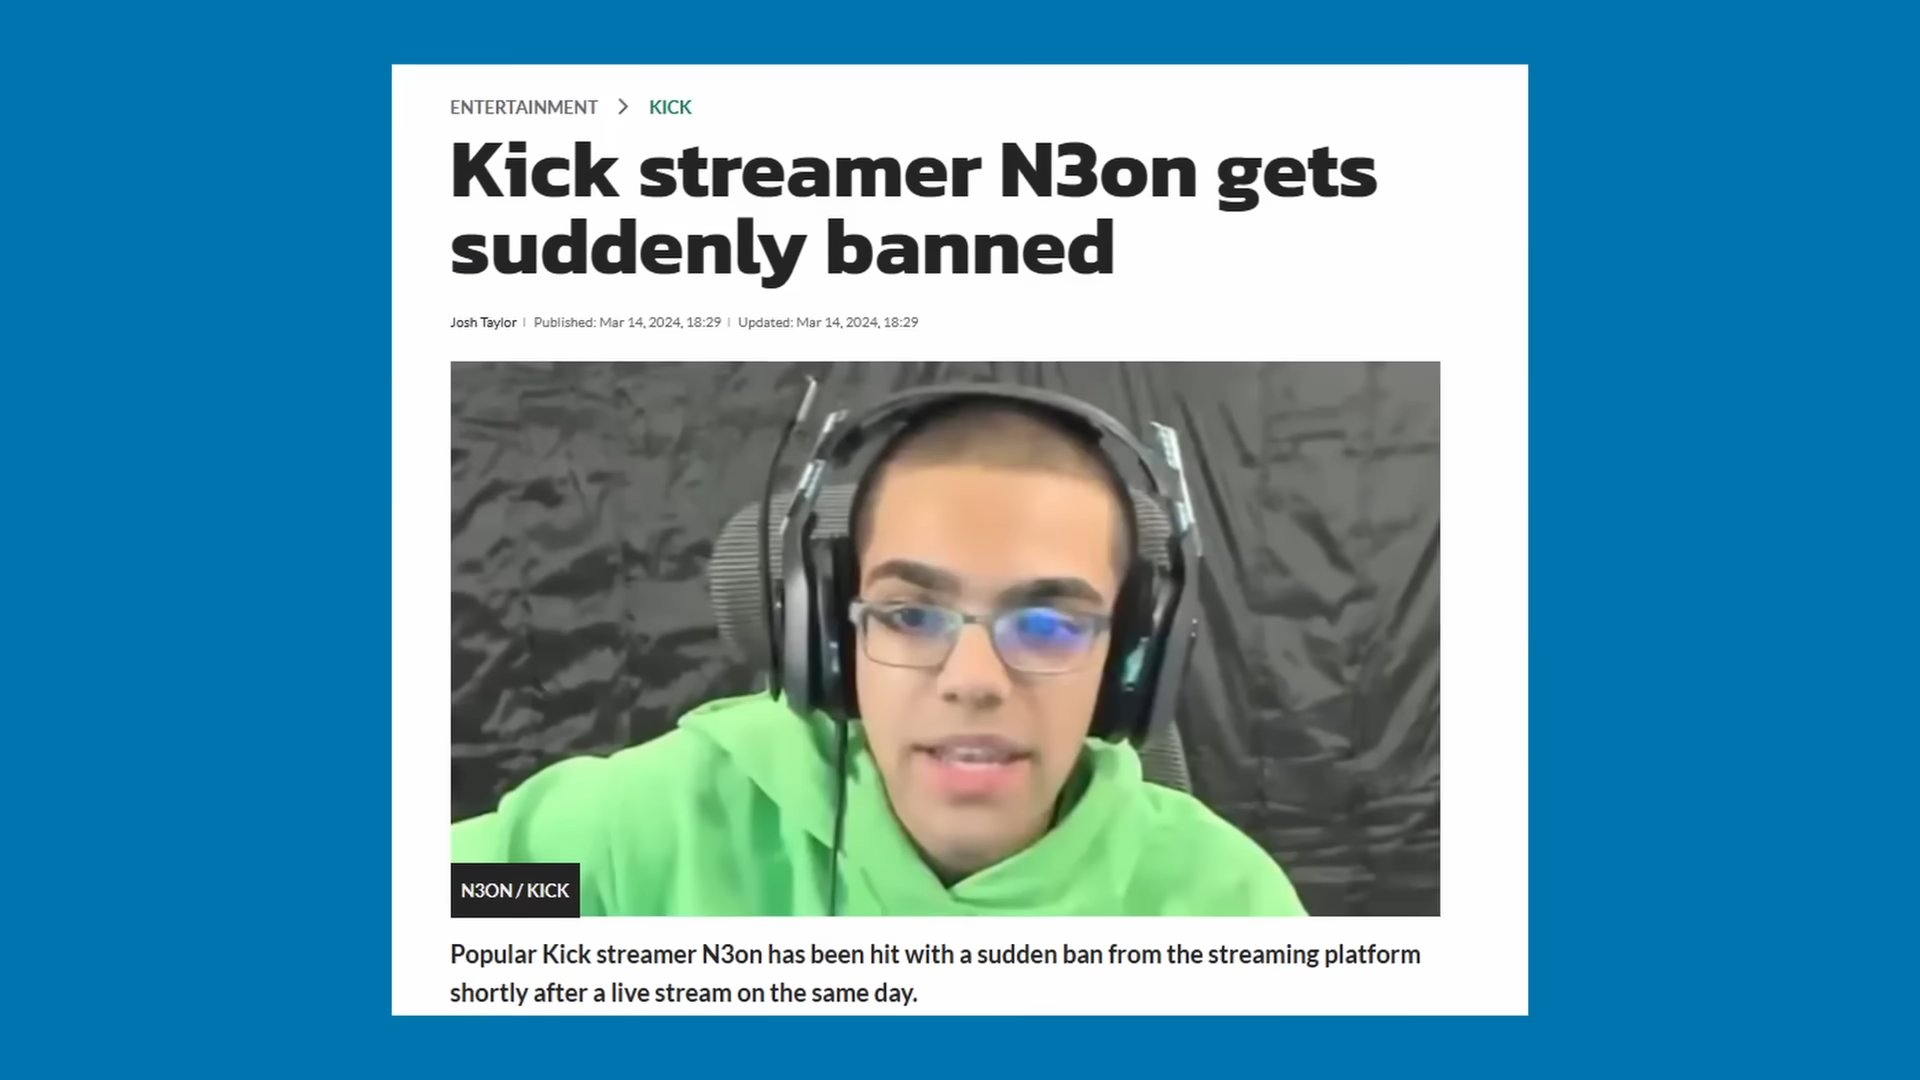 ENTERTAINMENT > KICK
Kick streamer N3on gets
suddenly banned
Josh Taylor | Published: Mar 14, 2024, 18:29 | Updated: Mar 14, 2024, 18:29
N3ON / KICK
Popular Kick streamer N3on has been hit with a sudden ban from the streaming platform
shortly after a live stream on the same day.